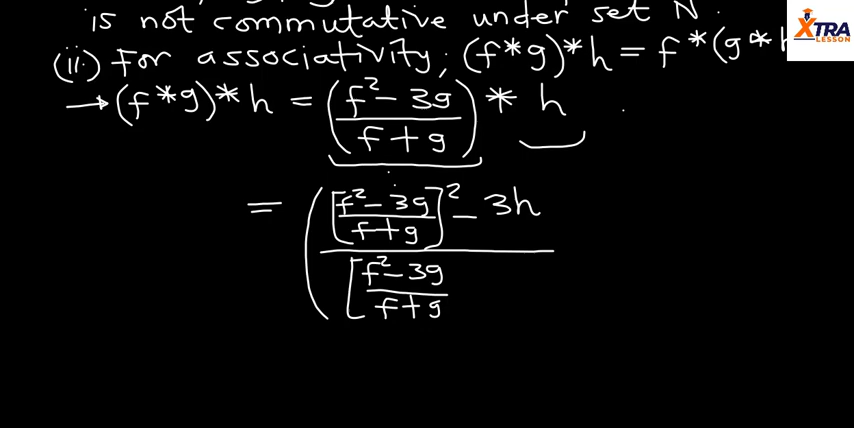 is not commutative under set N.
(ii.) For associativity; (f*g)*h = f*(g*h
→(f*g)*h = (f²-3g/f+g) * h
= ([f²-3g/f+g]²-3h
[f²-3g/f+g
XTRA
LESSON